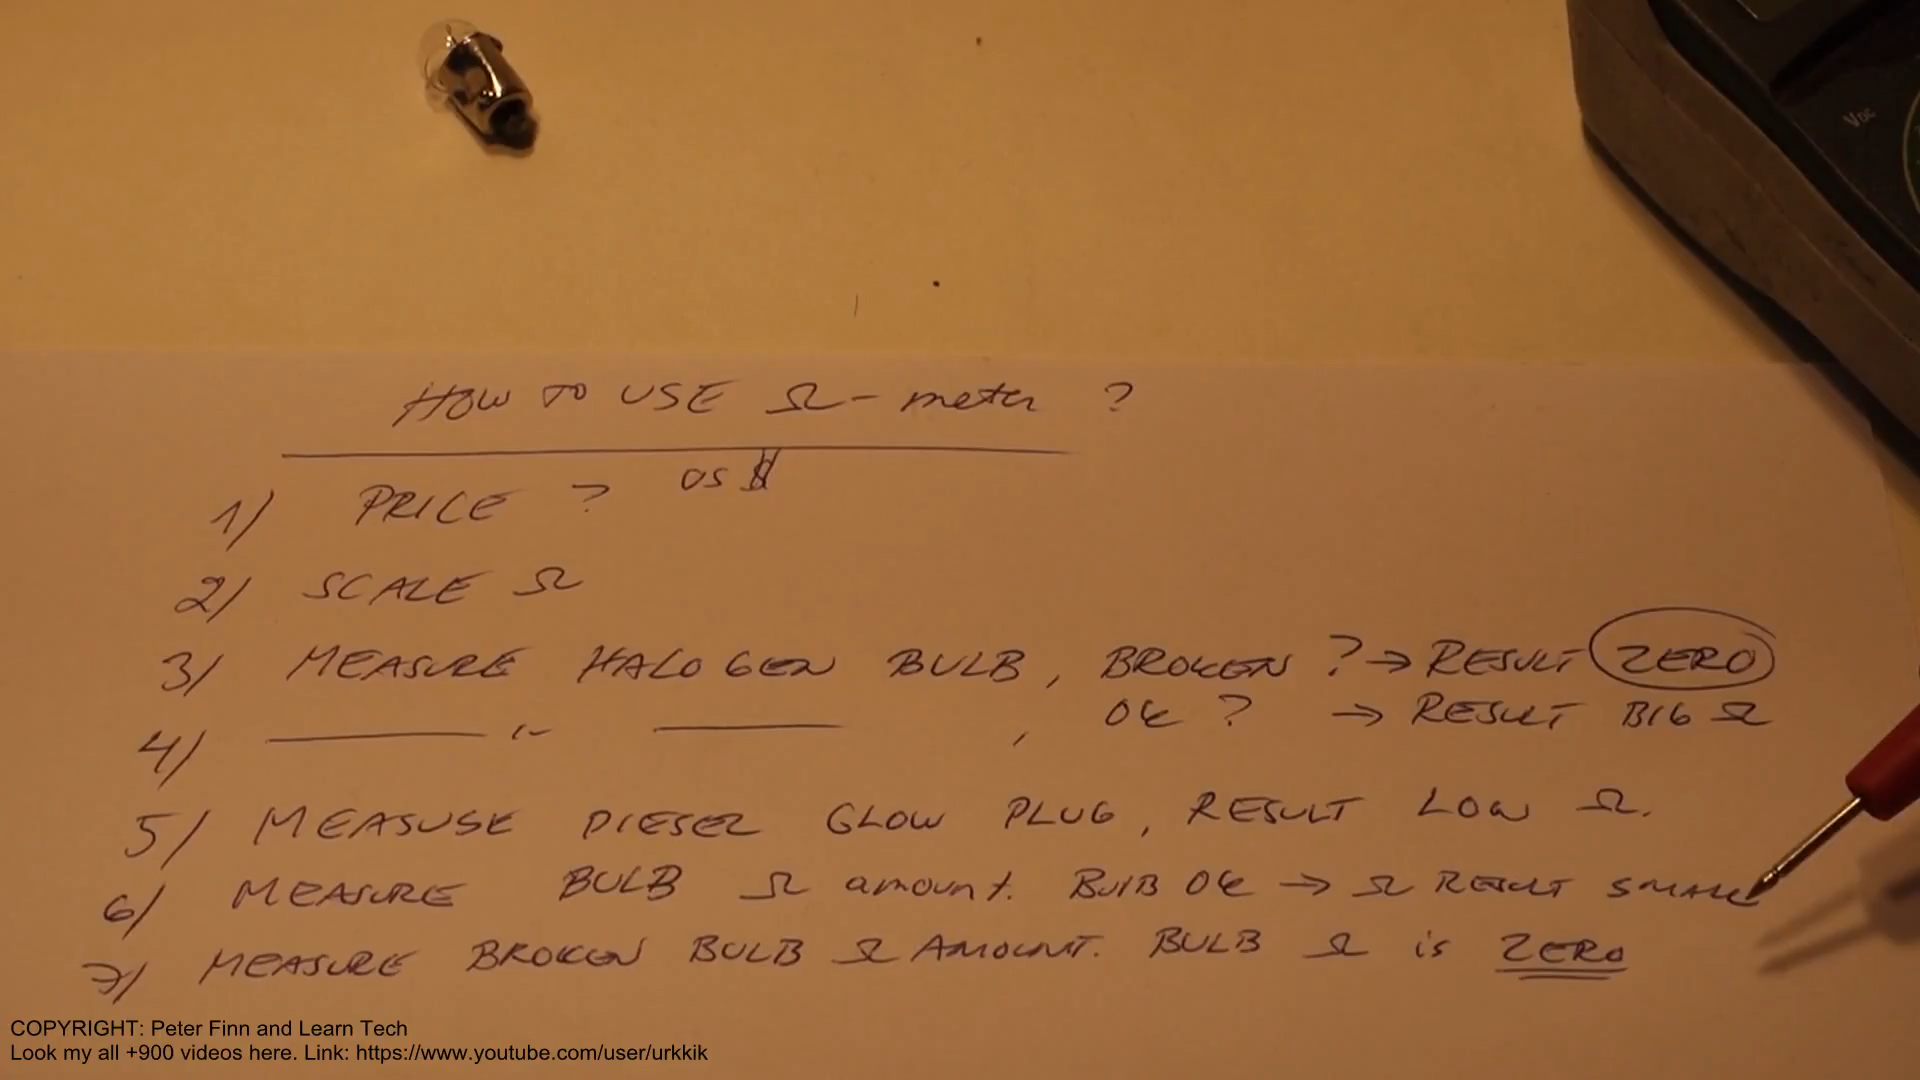 VDC
HOW TO USE Ω-meter ?
US $
1) PRICE ?
2) SCALE Ω
3) MEASURE HALOGEN BULB, BROKEN ? → RESULT ZERO
4) —— "- ——, OK ? → RESULT BIG Ω
5) MEASUSE DIESEL GLOW PLUG, RESULT LOW Ω.
6) MEASURE BULB Ω amount. BULB OK → Ω RESULT SMALL
7) MEASURE BROKEN BULB Ω AMOUNT. BULB Ω is ZERO
COPYRIGHT: Peter Finn and Learn Tech
Look my all +900 videos here. Link: https://www.youtube.com/user/urkkik